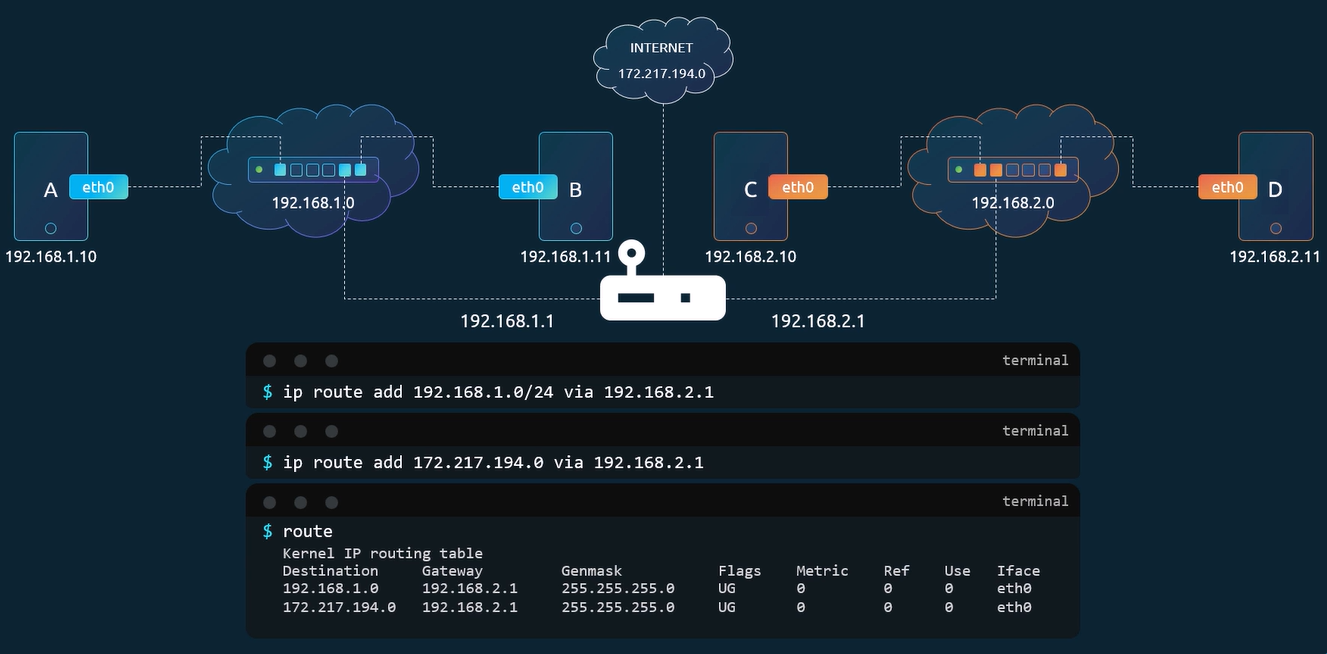 INTERNET
172.217.194.0
A
eth0
192.168.1.0
eth0
B
C
eth0
192.168.2.0
eth0
D
192.168.1.10
192.168.1.11
192.168.2.10
192.168.2.11
192.168.1.1
192.168.2.1
terminal
$ ip route add 192.168.1.0/24 via 192.168.2.1
terminal
$ ip route add 172.217.194.0 via 192.168.2.1
terminal
$ route
Kernel IP routing table
Destination Gateway Genmask Flags Metric Ref Use Iface
192.168.1.0 192.168.2.1 255.255.255.0 UG 0 0 0 eth0
172.217.194.0 192.168.2.1 255.255.255.0 UG 0 0 0 eth0